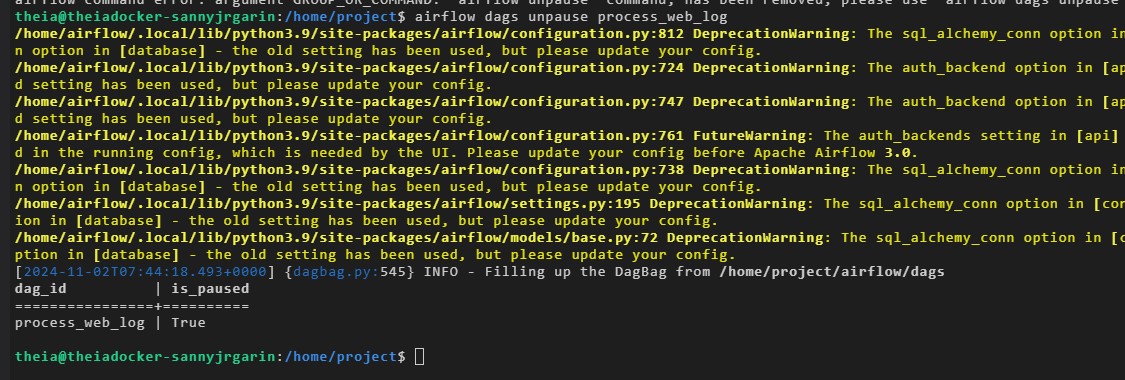 airflow command error: argument GROUP_OR_COMMAND: `airflow unpause` command, has been removed, please use `airflow dags unpause
theia@theiadocker-sannyjrgarin:/home/project$ airflow dags unpause process_web_log
/home/airflow/.local/lib/python3.9/site-packages/airflow/configuration.py:812 DeprecationWarning: The sql_alchemy_conn option in
n option in [database] - the old setting has been used, but please update your config.
/home/airflow/.local/lib/python3.9/site-packages/airflow/configuration.py:724 DeprecationWarning: The auth_backend option in [ap
d setting has been used, but please update your config.
/home/airflow/.local/lib/python3.9/site-packages/airflow/configuration.py:747 DeprecationWarning: The auth_backend option in [ap
d setting has been used, but please update your config.
/home/airflow/.local/lib/python3.9/site-packages/airflow/configuration.py:761 FutureWarning: The auth_backends setting in [api]
d in the running config, which is needed by the UI. Please update your config before Apache Airflow 3.0.
/home/airflow/.local/lib/python3.9/site-packages/airflow/configuration.py:738 DeprecationWarning: The sql_alchemy_conn option in
n option in [database] - the old setting has been used, but please update your config.
/home/airflow/.local/lib/python3.9/site-packages/airflow/settings.py:195 DeprecationWarning: The sql_alchemy_conn option in [cor
ion in [database] - the old setting has been used, but please update your config.
/home/airflow/.local/lib/python3.9/site-packages/airflow/models/base.py:72 DeprecationWarning: The sql_alchemy_conn option in [c
ption in [database] - the old setting has been used, but please update your config.
[2024-11-02T07:44:18.493+0000] {dagbag.py:545} INFO - Filling up the DagBag from /home/project/airflow/dags
dag_id          | is_paused
================+==========
process_web_log | True
theia@theiadocker-sannyjrgarin:/home/project$